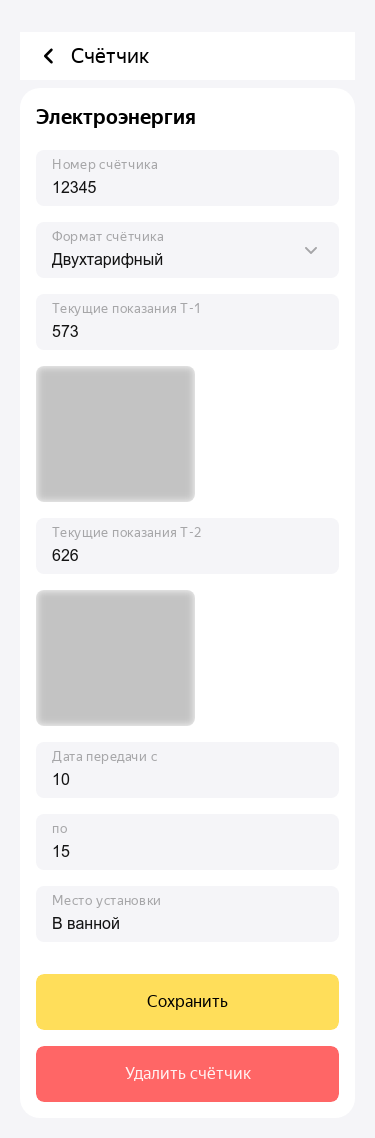 Счётчик
Электроэнергия
Номер счётчика
12345
Формат счётчика
Двухтарифный
Текущие показания Т-1
573
Текущие показания Т-2
626
Дата передачи с
10
по
15
Место установки
В ванной
Сохранить
Удалить счётчик